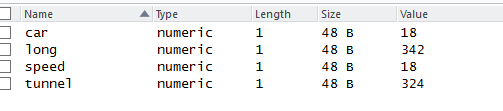 Name Type Length Size Value
car numeric 1 48 B 18
long numeric 1 48 B 342
speed numeric 1 48 B 18
tunnel numeric 1 48 B 324